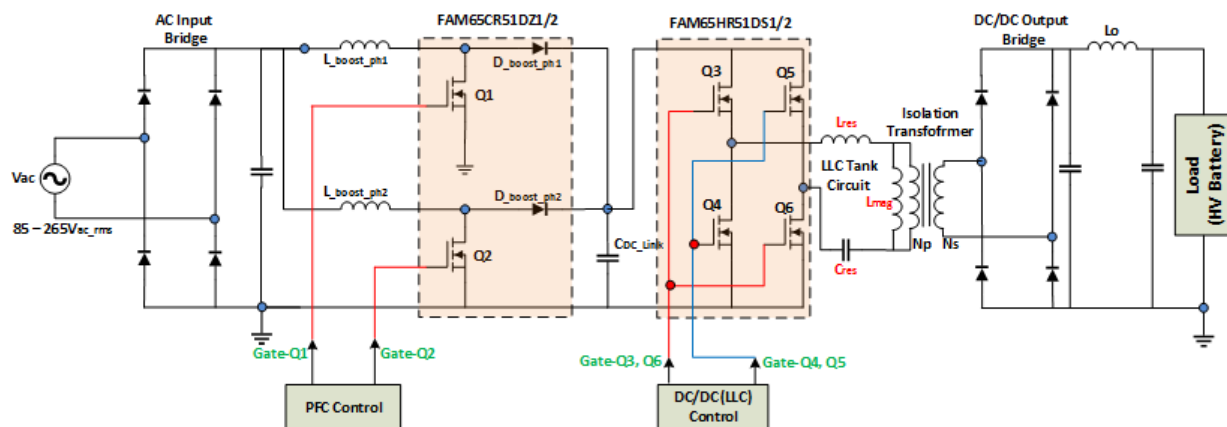 AC Input
Bridge
FAM65CR51DZ1/2
FAM65HR51DS1/2
DC/DC Output
Bridge
Lo
L_boost_ph1
D_boost_ph1
Q1
Q3
Q5
Lres
Isolation
Transfofrmer
LLC Tank
Circuit
Lmag
Vac
85 – 265Vac_rms
L_boost_ph2
D_boost_ph2
Q2
CDC_Link
Q4
Q6
Cres
Np
Ns
Load
(HV Battery)
Gate-Q1
Gate-Q2
Gate-Q3, Q6
Gate-Q4, Q5
PFC Control
DC/DC (LLC)
Control